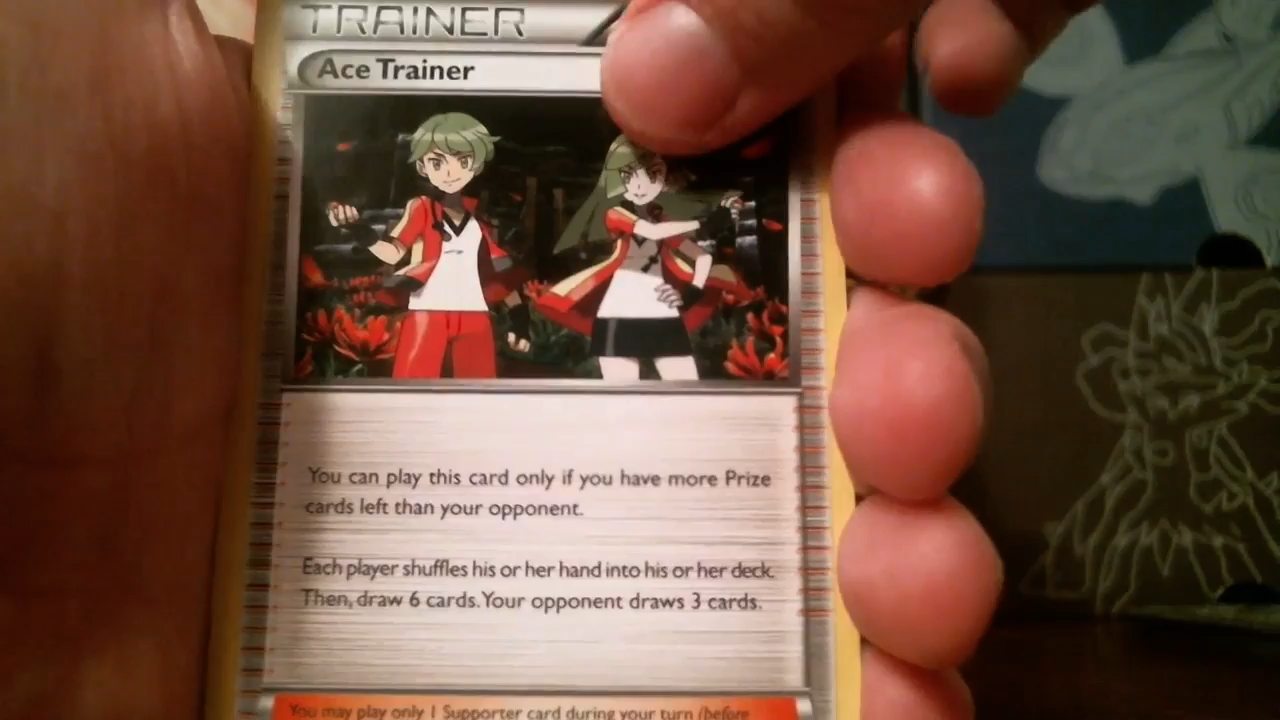 TRAINER
Ace Trainer
You can play this card only if you have more Prize
cards left than your opponent.
Each player shuffles his or her hand into his or her deck.
Then, draw 6 cards. Your opponent draws 3 cards.
You may play only 1 Supporter card during your turn (before